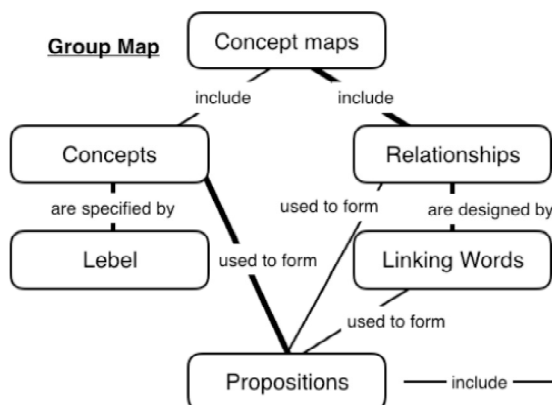 Group Map
Concept maps
include
include
Concepts
Relationships
are specified by
used to form
are designed by
Lebel
used to form
Linking Words
used to form
Propositions
include